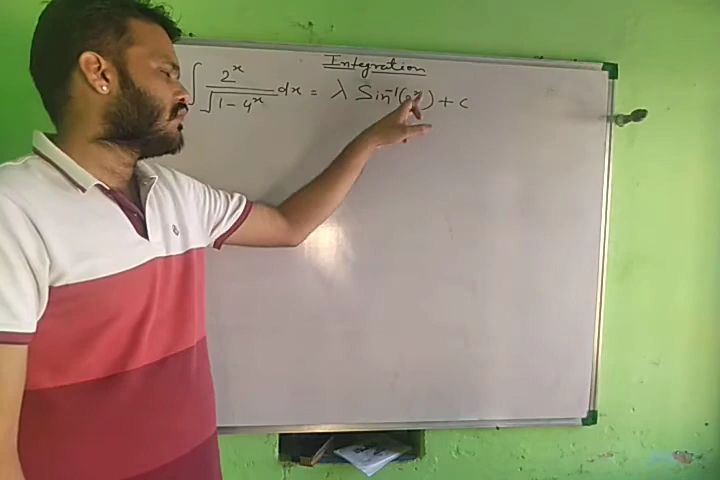 Integration
∫ 2^x / √(1 - 4^x) dx = λ Sin⁻¹(2^x) + c